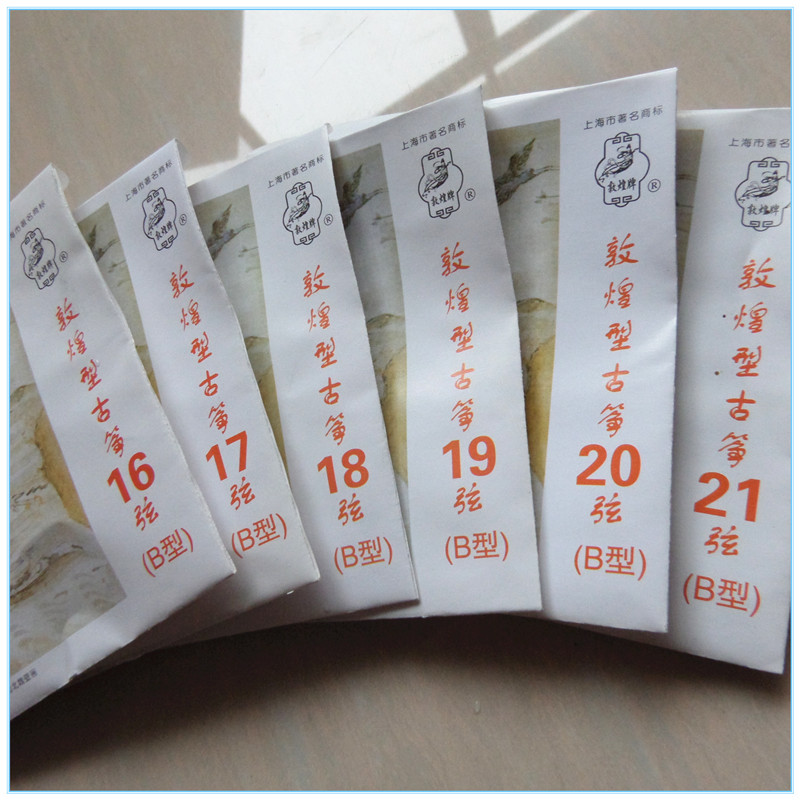 上海市著名商标
敦煌牌
®
敦煌型古筝
16
弦
(B型)
上海市著名商标
敦煌牌
®
敦煌型古筝
17
弦
(B型)
上海市著名商标
敦煌牌
®
敦煌型古筝
18
弦
(B型)
上海市著名商标
敦煌牌
®
敦煌型古筝
19
弦
(B型)
上海市著名商标
敦煌牌
®
敦煌型古筝
20
弦
(B型)
上海市著名商标
敦煌牌
敦煌型古筝
21
弦
(B型)